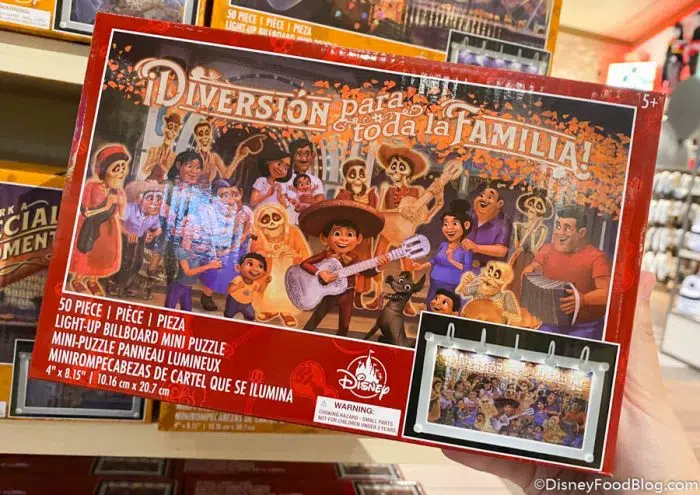 50 PIECE | PIÈCE | PIEZA
LIGHT-UP BILLBOARD MINI
¡DIVERSIÓN para
toda la FAMILIA!
5+
50 PIECE | PIÈCE | PIEZA
LIGHT-UP BILLBOARD MINI PUZZLE
MINI-PUZZLE PANNEAU LUMINEUX
MINIROMPECABEZAS DE CARTEL QUE SE ILUMINA
4" x 8.15" | 10.16 cm x 20.7 cm
Disney
WARNING:
CHOKING HAZARD - SMALL PARTS
NOT FOR CHILDREN UNDER 3 YEARS
©DisneyFoodBlog.com